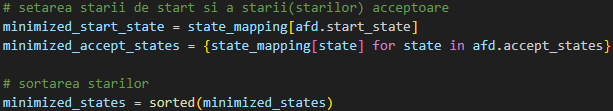 # setarea starii de start si a starii(starilor) acceptoare
minimized_start_state = state_mapping[afd.start_state]
minimized_accept_states = {state_mapping[state] for state in afd.accept_states}
# sortarea starilor
minimized_states = sorted(minimized_states)